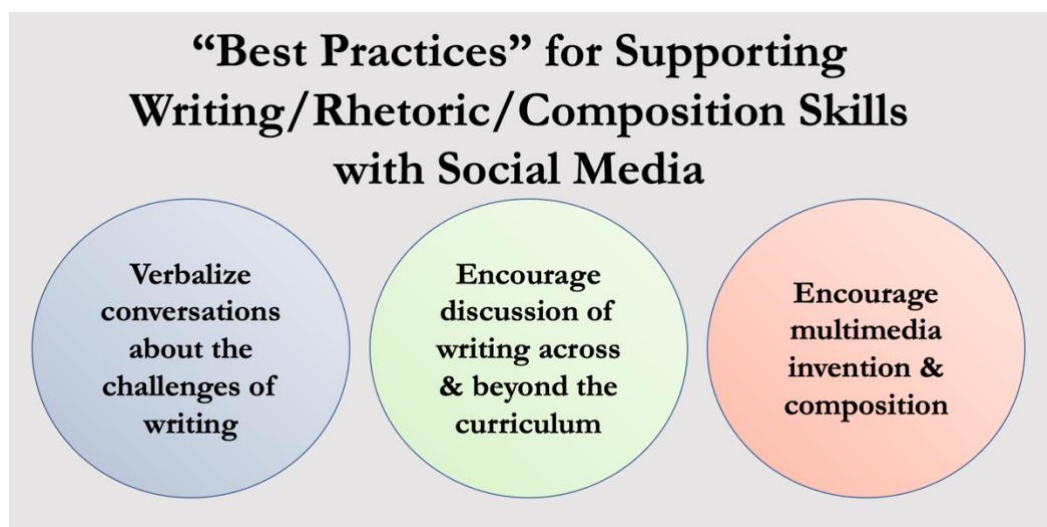 “Best Practices” for Supporting
Writing/Rhetoric/Composition Skills
with Social Media
Verbalize
conversations
about the
challenges of
writing
Encourage
discussion of
writing across
& beyond the
curriculum
Encourage
multimedia
invention &
composition